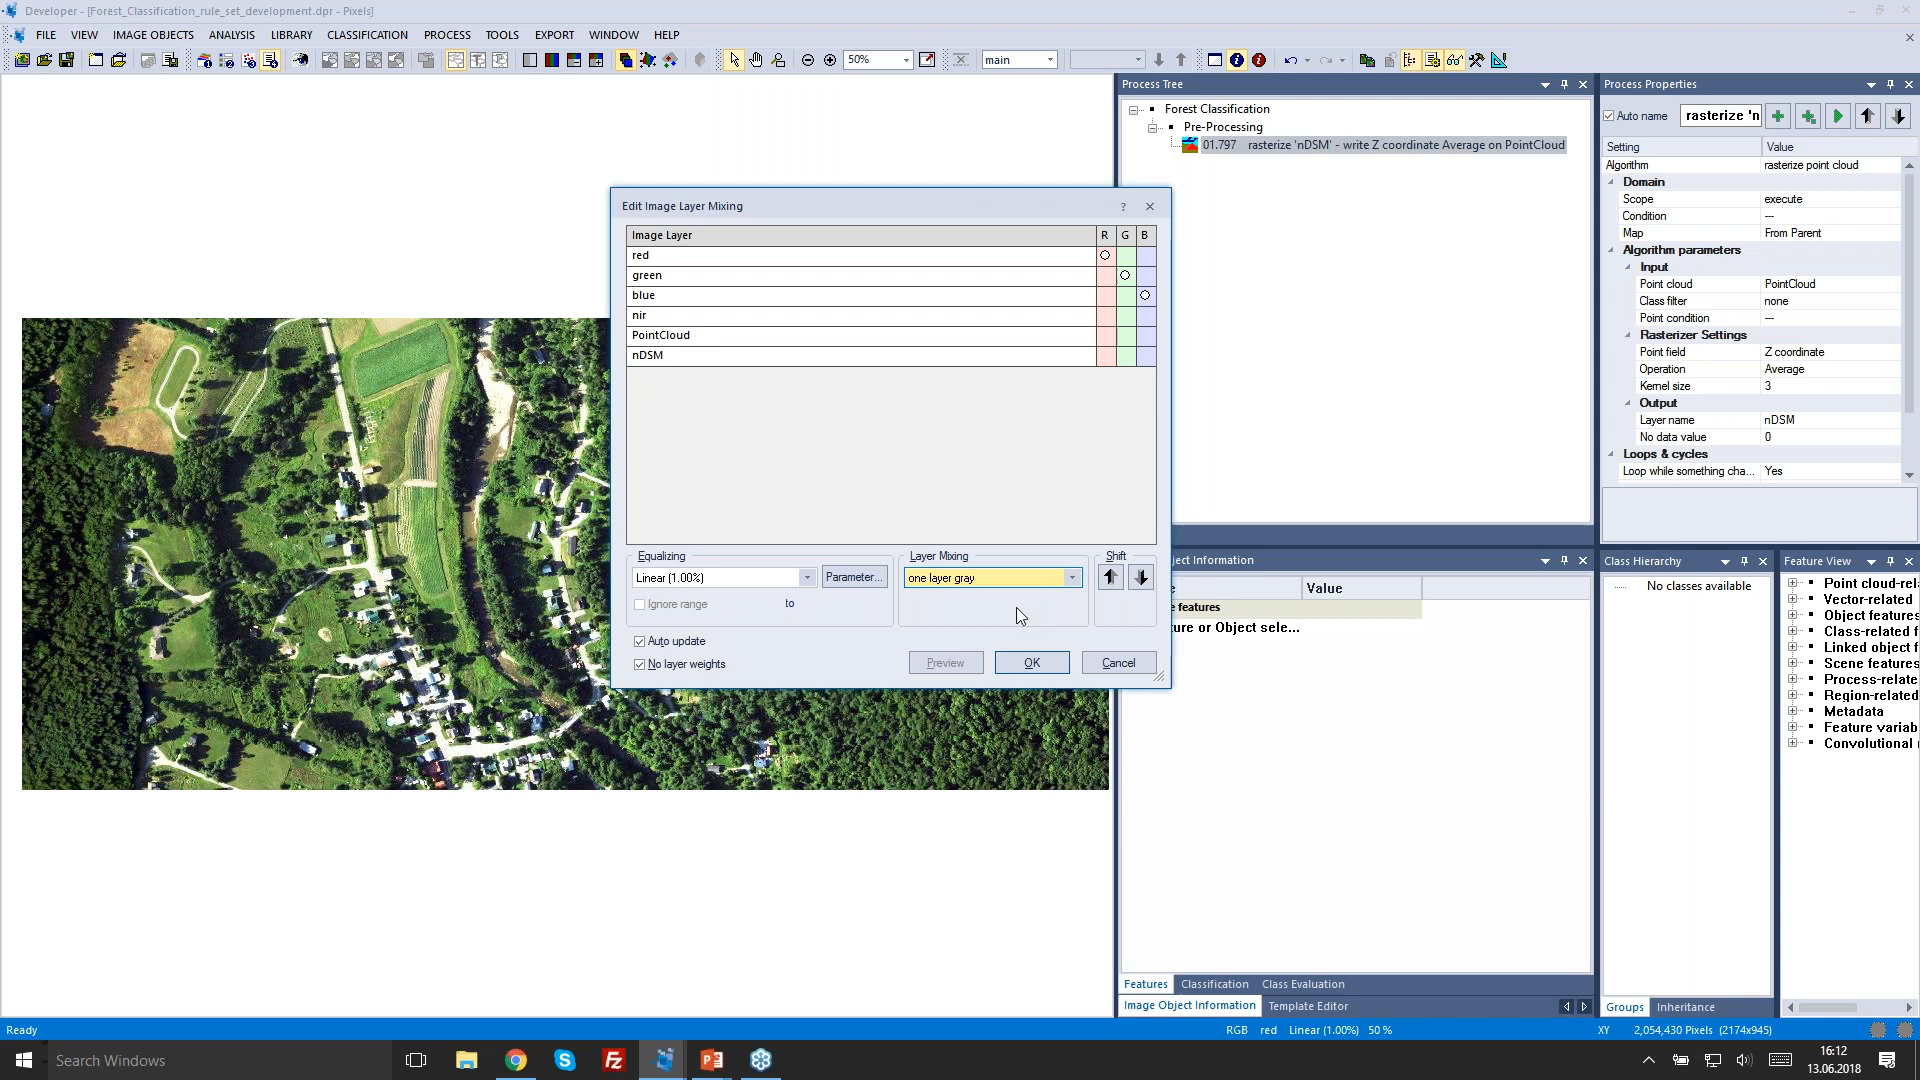 Developer - [Forest_Classification_rule_set_development.dpr - Pixels]
FILE VIEW IMAGE OBJECTS ANALYSIS LIBRARY CLASSIFICATION PROCESS TOOLS EXPORT WINDOW HELP
50% main
Process Tree
Forest Classification
Pre-Processing
01.797 rasterize 'nDSM' - write Z coordinate Average on PointCloud
Process Properties
Auto name rasterize 'n
Setting Value
Algorithm rasterize point cloud
Domain
Scope execute
Condition ---
Map From Parent
Algorithm parameters
Input
Point cloud PointCloud
Class filter none
Point condition ---
Rasterizer Settings
Point field Z coordinate
Operation Average
Kernel size 3
Output
Layer name nDSM
No data value 0
Loops & cycles
Loop while something cha... Yes
Edit Image Layer Mixing
Image Layer R G B
red
green
blue
nir
PointCloud
nDSM
Equalizing
Linear (1.00%) Parameter...
Ignore range to
Layer Mixing
one layer gray
Shift
Auto update
No layer weights
Preview OK Cancel
ject Information
e Value
e features
ture or Object sele...
Features Classification Class Evaluation
Image Object Information Template Editor
Class Hierarchy
No classes available
Groups Inheritance
Feature View
Point cloud-rela
Vector-related
Object features
Class-related f
Linked object f
Scene features
Process-relate
Region-related
Metadata
Feature variab
Convolutional
Ready RGB red Linear (1.00%) 50 % XY 2,054,430 Pixels (2174x945)
Search Windows
16:12
13.06.2018